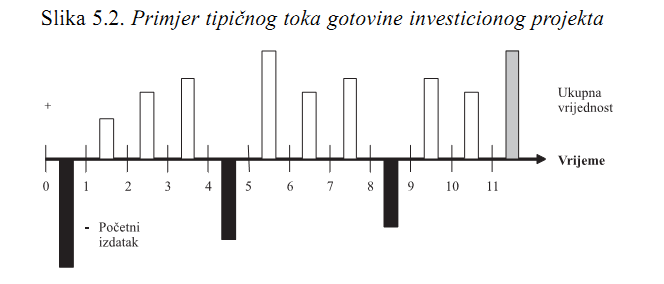 Slika 5.2. Primjer tipičnog toka gotovine investicionog projekta
+
Ukupna
vrijednost
Vrijeme
0 1 2 3 4 5 6 7 8 9 10 11
- Početni
izdatak